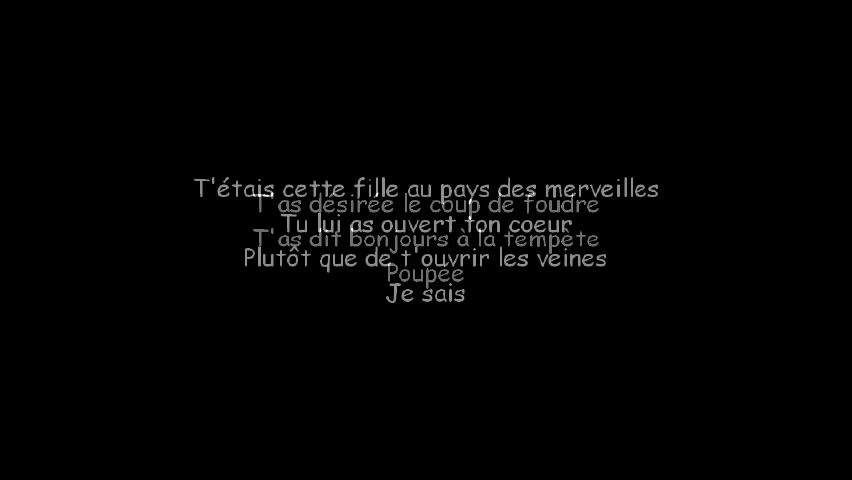 T'étais cette fille au pays des merveilles
T'as désirée le coup de foudre
Tu lui as ouvert ton coeur
T'as dit bonjours à la tempête
Plutôt que de t'ouvrir les veines
Poupée
Je sais